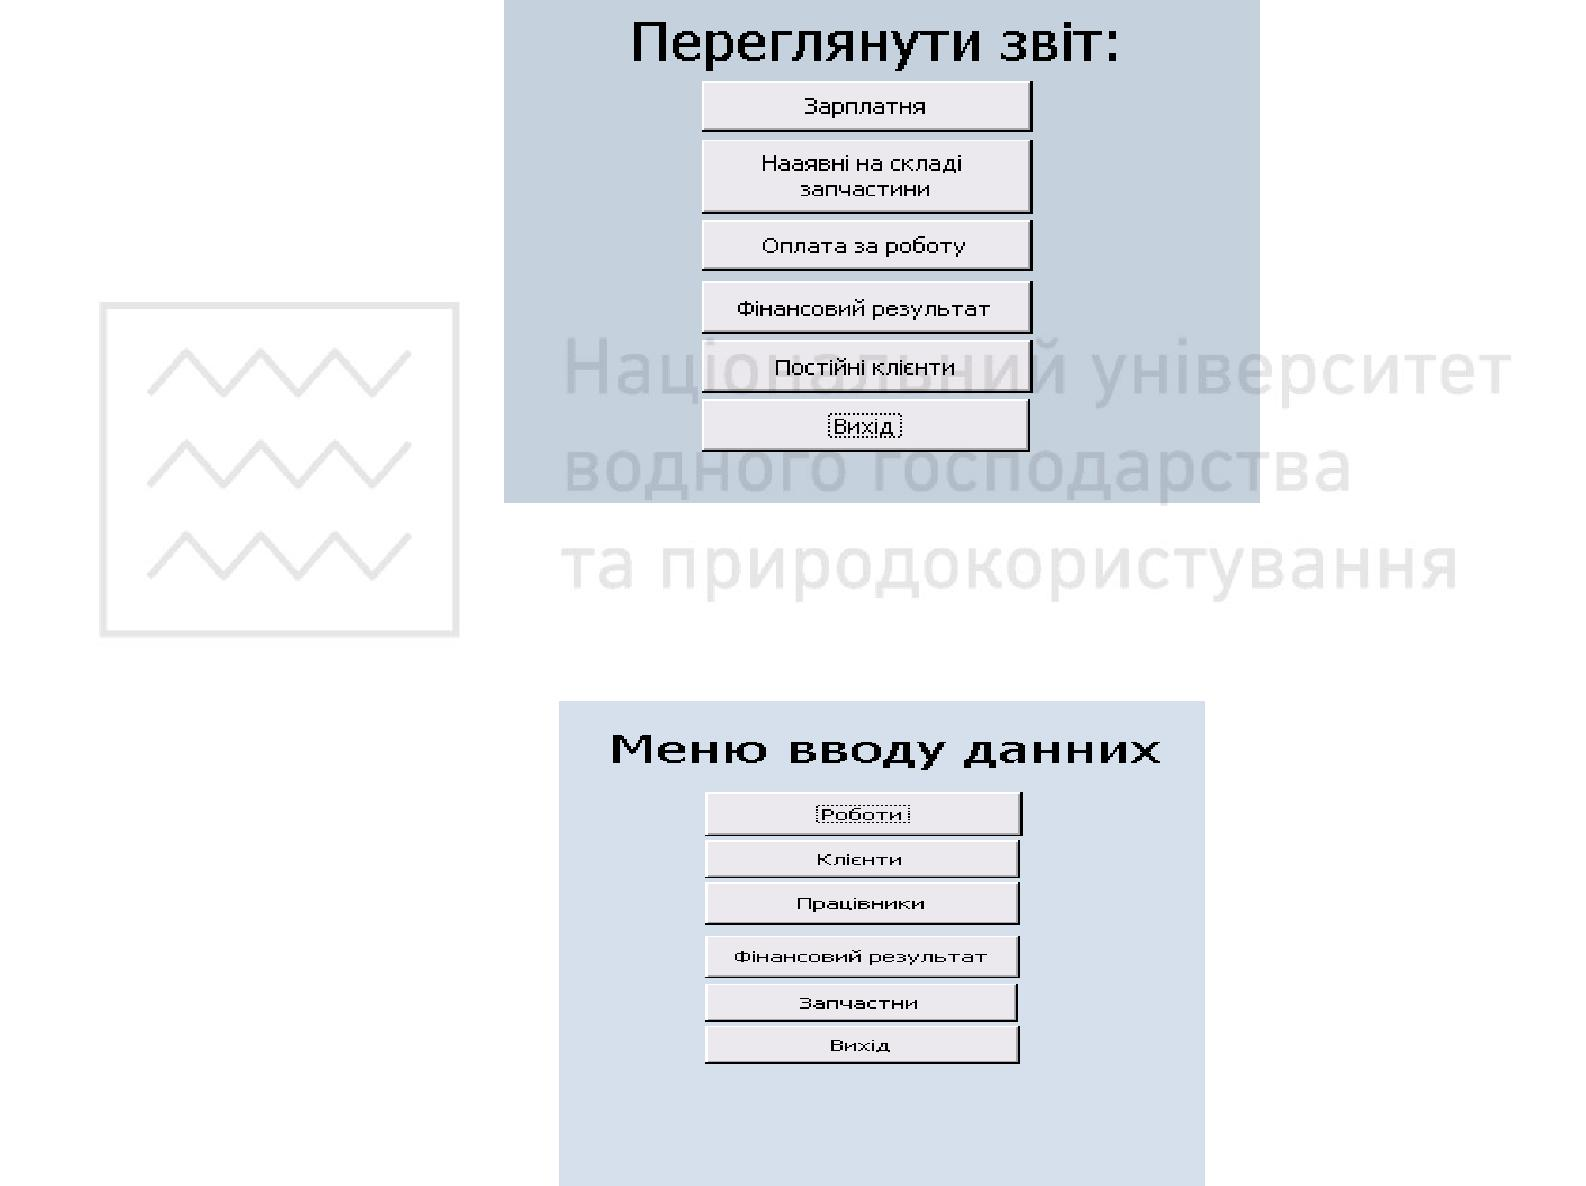 Переглянути звіт:
Зарплатня
Нааявні на складі
запчастини
Оплата за роботу
Фінансовий результат
Постійні клієнти
Вихід
Національний університет
водного господарства
та природокористування
Меню вводу данних
Роботи
Клієнти
Працівники
Фінансовий результат
Запчастни
Вихід